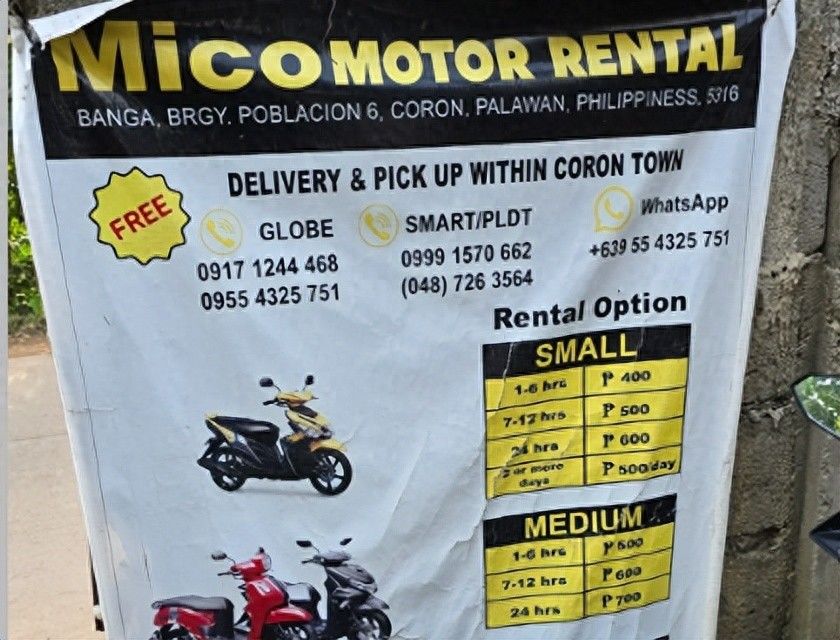 Mico MOTOR RENTAL
BANGA, BRGY. POBLACION 6, CORON, PALAWAN, PHILIPPINESS, 5316
FREE
DELIVERY & PICK UP WITHIN CORON TOWN
GLOBE
0917 1244 468
0955 4325 751
SMART/PLDT
0999 1570 662
(048) 726 3564
WhatsApp
+639 55 4325 751
Rental Option
SMALL
1-6 hrs ₱ 400
7-12 hrs ₱ 500
24 hrs ₱ 600
2 or more days ₱ 500/day
MEDIUM
1-6 hrs ₱ 500
7-12 hrs ₱ 600
24 hrs ₱ 700